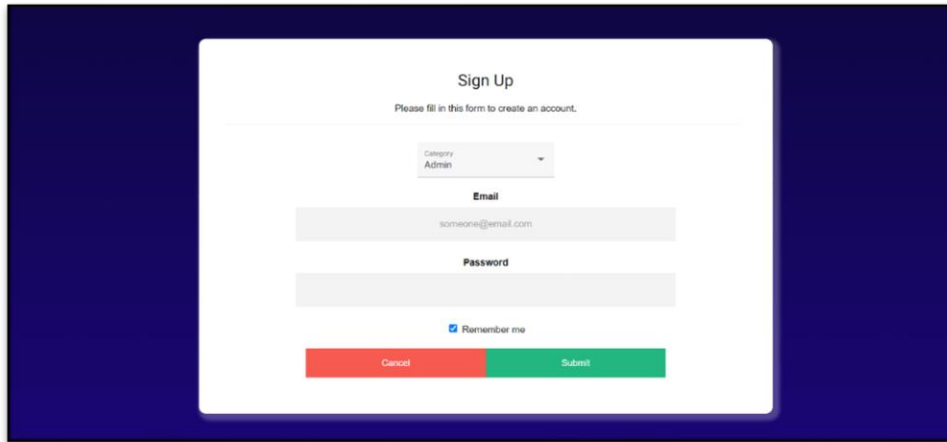 Sign Up
Please fill in this form to create an account.
Category
Admin
Email
someone@email.com
Password
Remember me
Cancel Submit